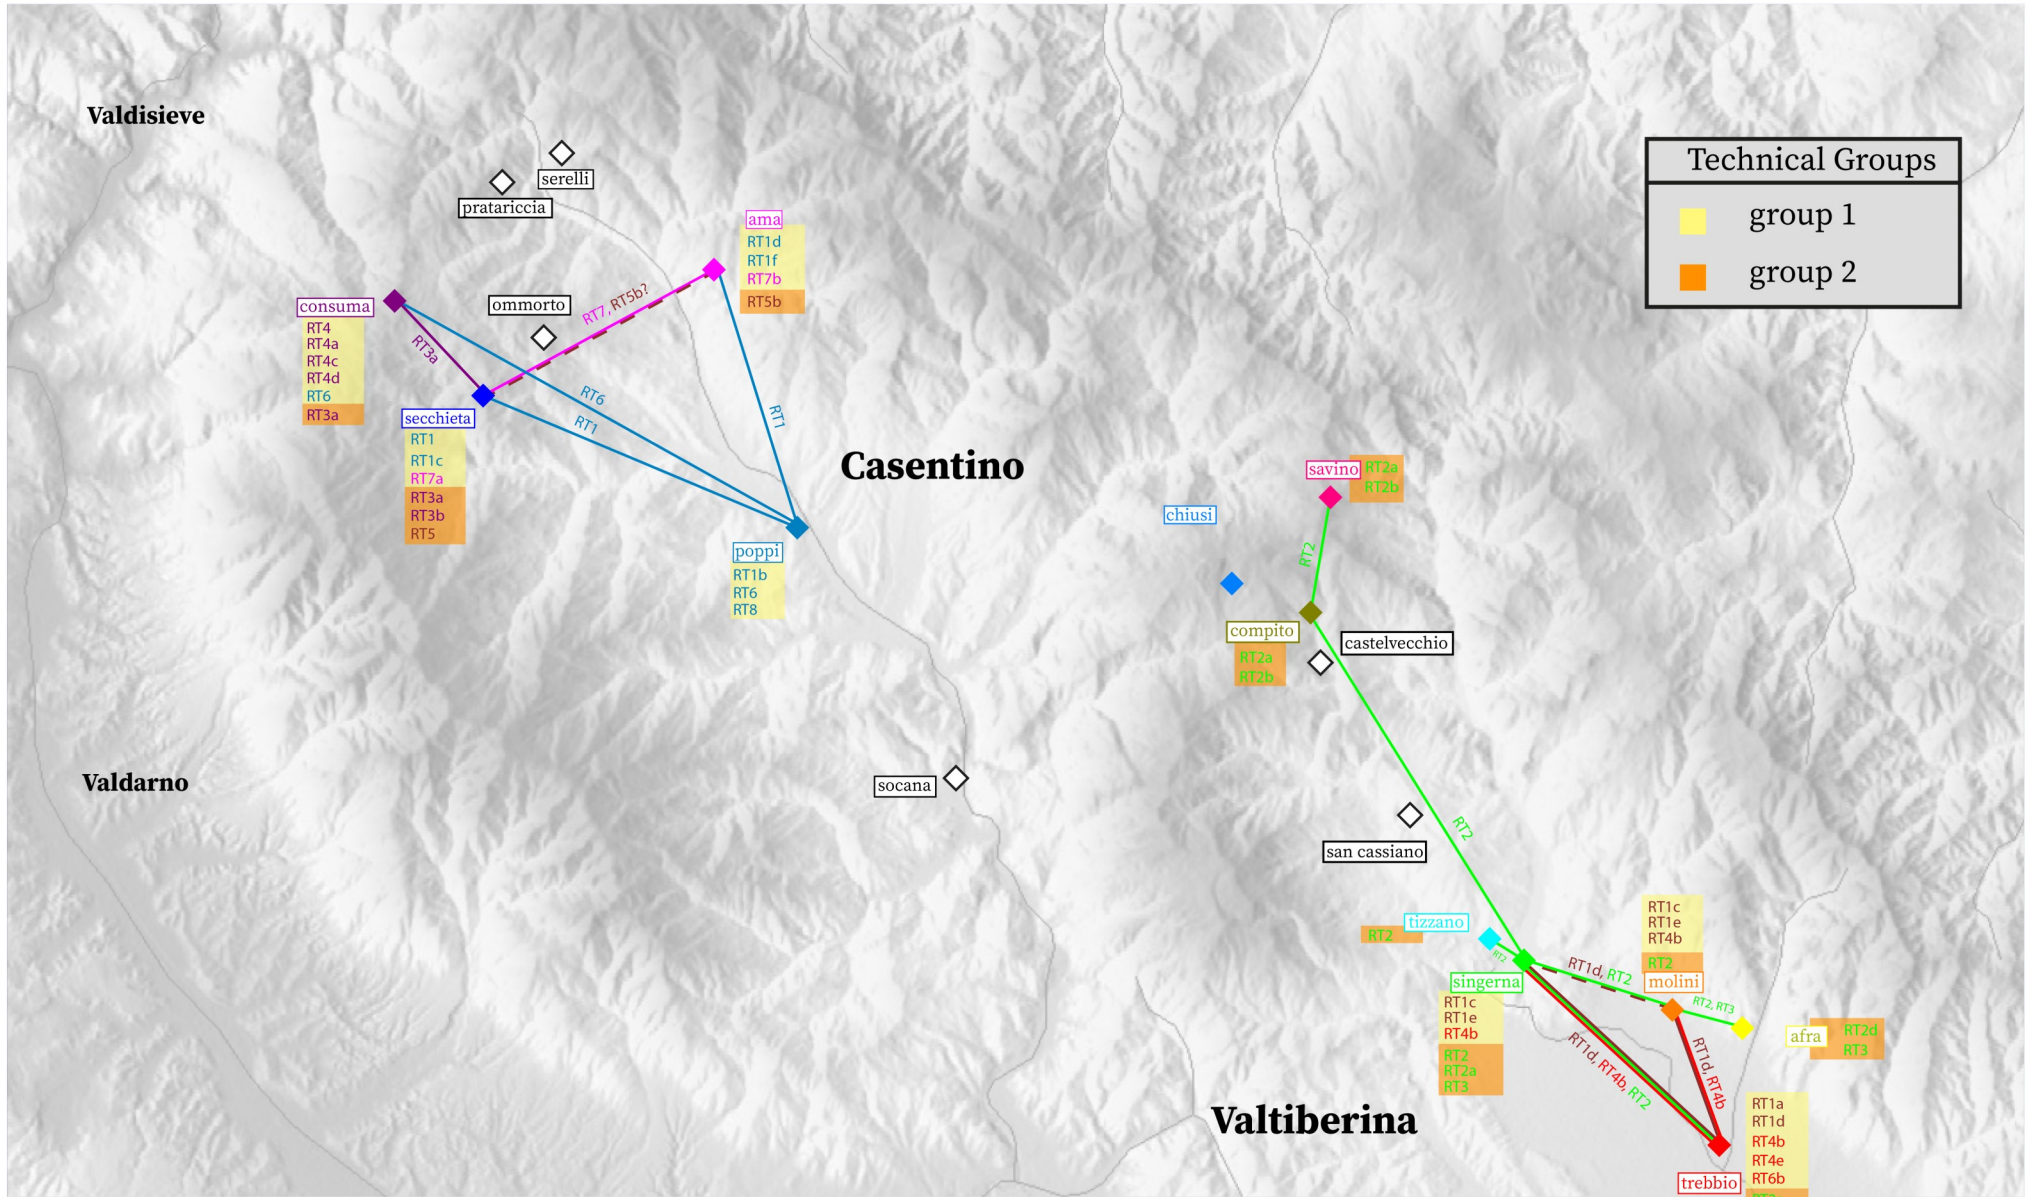 Valdisieve
serelli
pratariccia
Technical Groups
group 1
group 2
ama
RT1d
RT1f
RT7b
RT5b
consuma
RT4
RT4a
RT4c
RT4d
RT6
RT3a
ommorto
RT7, RT5b?
RT3a
RT6
RT1
RT1
secchieta
RT1
RT1c
RT7a
RT3a
RT3b
RT5
Casentino
poppi
RT1b
RT6
RT8
savino
RT2a
RT2b
chiusi
RT2
compito
RT2a
RT2b
castelvecchio
Valdarno
socana
RT2
san cassiano
tizzano
RT2
RT2
singerna
RT1c
RT1e
RT4b
RT2
RT2a
RT3
RT1c
RT1e
RT4b
RT2
molini
RT1d, RT2
RT2, RT3
afra
RT2d
RT3
RT1d, RT4b, RT2
RT1d, RT4b
Valtiberina
RT1a
RT1d
RT4b
RT4e
RT6b
trebbio